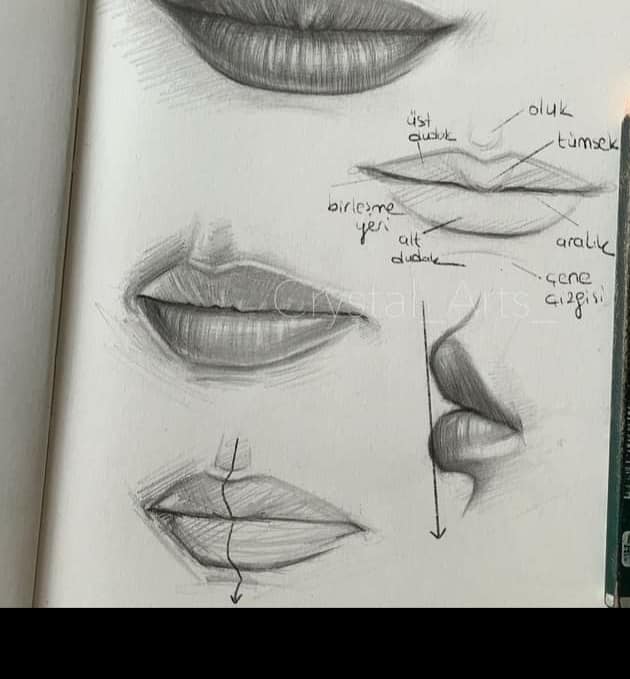 oluk
üst
dudak
tümsek
birleşme
yeri
alt
dudak
aralık
çene
çizgisi
Crystal_Arts_